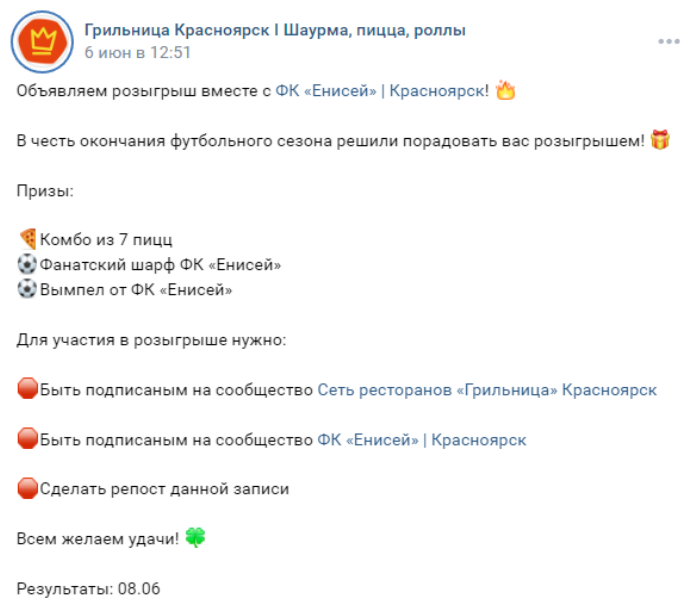 Грильница Красноярск I Шаурма, пицца, роллы
6 июн в 12:51
Объявляем розыгрыш вместе с ФК «Енисей» | Красноярск! 🔥
В честь окончания футбольного сезона решили порадовать вас розыгрышем! 🎁
Призы:
🍕Комбо из 7 пицц
⚽Фанатский шарф ФК «Енисей»
⚽Вымпел от ФК «Енисей»
Для участия в розыгрыше нужно:
🛑Быть подписаным на сообщество Сеть ресторанов «Грильница» Красноярск
🛑Быть подписаным на сообщество ФК «Енисей» | Красноярск
🛑Сделать репост данной записи
Всем желаем удачи! 🍀
Результаты: 08.06